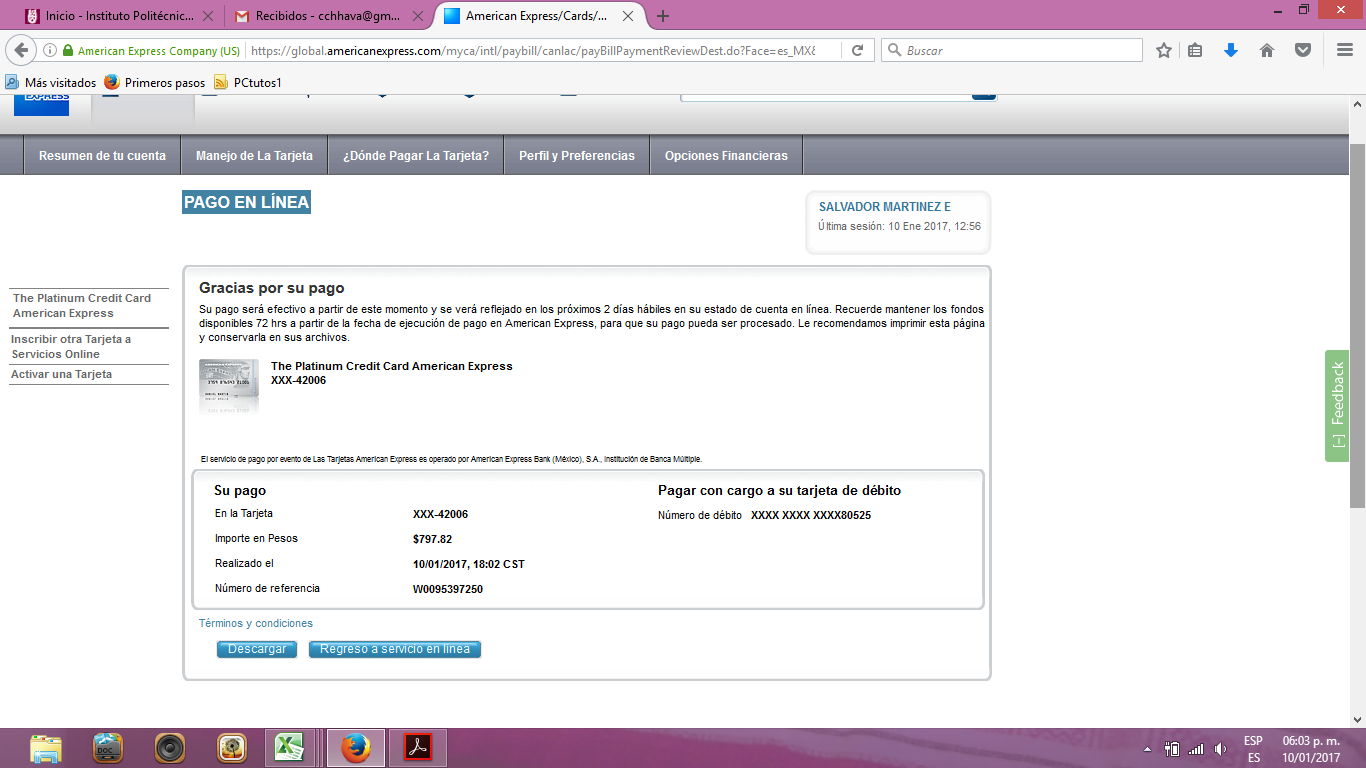 Inicio - Instituto Politécnic...
Recibidos - cchhava@gm...
American Express/Cards/...
American Express Company (US)
https://global.americanexpress.com/myca/intl/paybill/canlac/payBillPaymentReviewDest.do?Face=es_MX&
Buscar
Más visitados
Primeros pasos
PCtutos1
EXPRESS
Resumen de tu cuenta
Manejo de La Tarjeta
¿Dónde Pagar La Tarjeta?
Perfil y Preferencias
Opciones Financieras
PAGO EN LÍNEA
SALVADOR MARTINEZ E
Última sesión: 10 Ene 2017, 12:56
The Platinum Credit Card
American Express
Inscribir otra Tarjeta a
Servicios Online
Activar una Tarjeta
Gracias por su pago
Su pago será efectivo a partir de este momento y se verá reflejado en los próximos 2 días hábiles en su estado de cuenta en línea. Recuerde mantener los fondos
disponibles 72 hrs a partir de la fecha de ejecución de pago en American Express, para que su pago pueda ser procesado. Le recomendamos imprimir esta página
y conservarla en sus archivos.
The Platinum Credit Card American Express
XXX-42006
El servicio de pago por evento de Las Tarjetas American Express es operado por American Express Bank (México), S.A., Institución de Banca Múltiple.
Su pago
En la Tarjeta XXX-42006
Importe en Pesos $797.82
Realizado el 10/01/2017, 18:02 CST
Número de referencia W0095397250
Pagar con cargo a su tarjeta de débito
Número de débito XXXX XXXX XXXX80525
Términos y condiciones
Descargar
Regreso a servicio en línea
[-] Feedback
DOC
ESP
ES
06:03 p. m.
10/01/2017